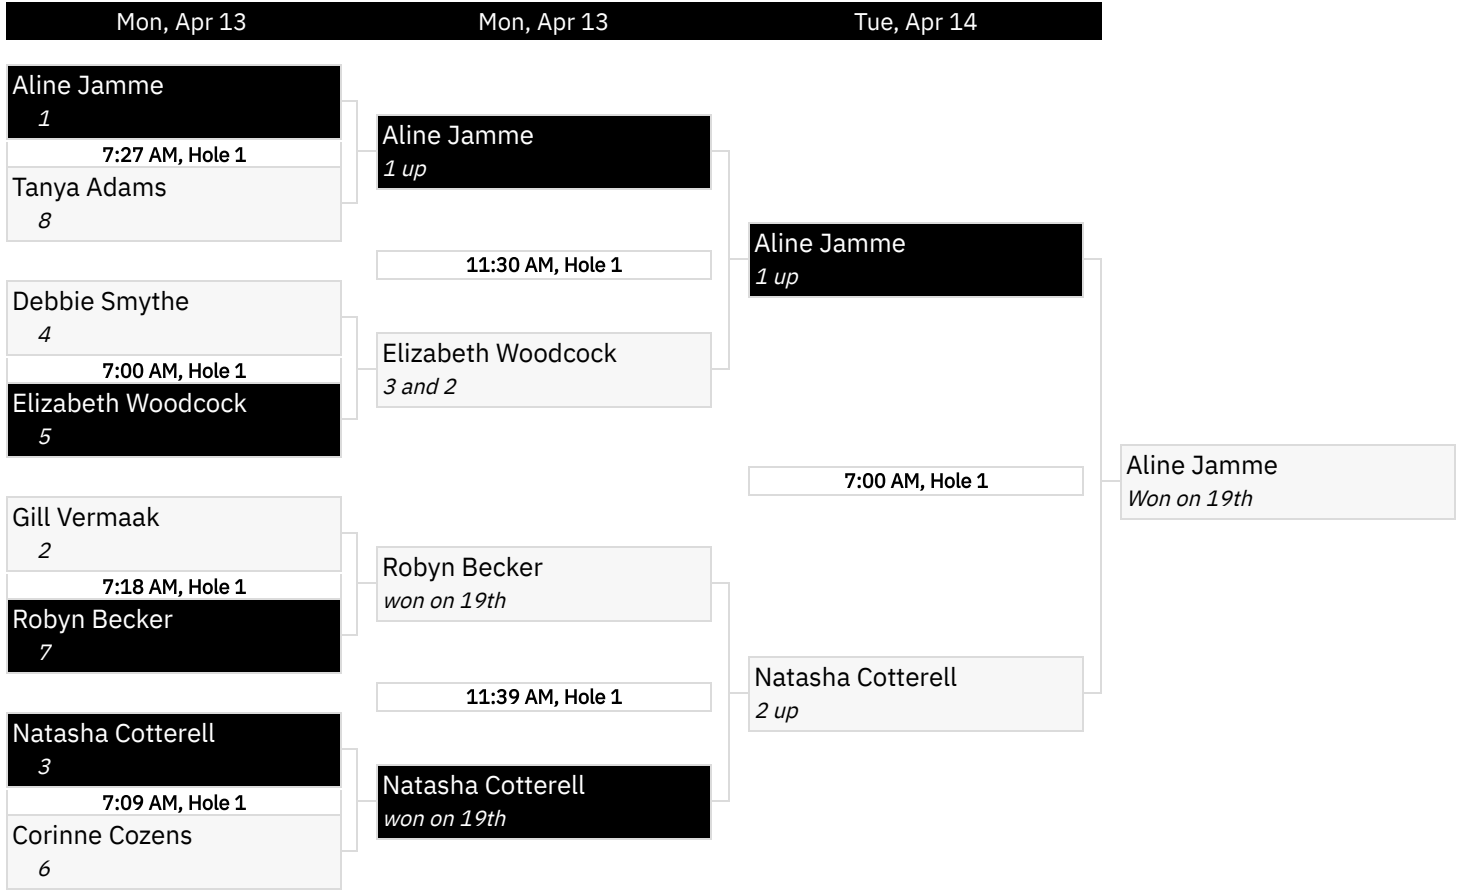 Mon, Apr 13
Mon, Apr 13
Tue, Apr 14
Aline Jamme
1
7:27 AM, Hole 1
Tanya Adams
8
Debbie Smythe
4
7:00 AM, Hole 1
Elizabeth Woodcock
5
Gill Vermaak
2
7:18 AM, Hole 1
Robyn Becker
7
Natasha Cotterell
3
7:09 AM, Hole 1
Corinne Cozens
6
Aline Jamme
1 up
11:30 AM, Hole 1
Elizabeth Woodcock
3 and 2
Robyn Becker
won on 19th
11:39 AM, Hole 1
Natasha Cotterell
won on 19th
Aline Jamme
1 up
7:00 AM, Hole 1
Natasha Cotterell
2 up
Aline Jamme
Won on 19th